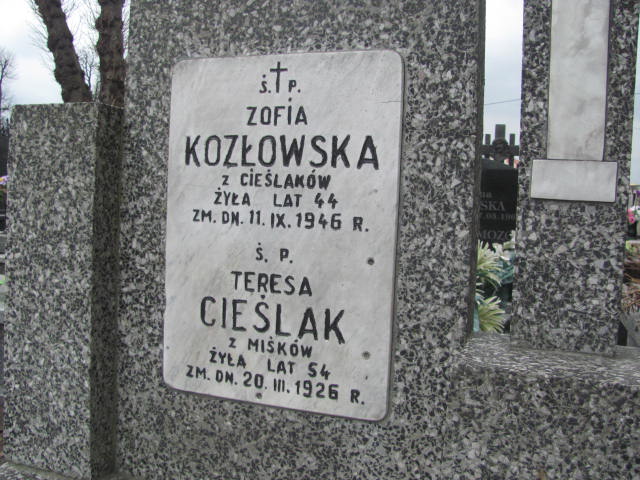 Ś. P.
ZOFIA
KOZŁOWSKA
Z CIEŚLAKÓW
ŻYŁA LAT 44
ZM. DN. 11. IX. 1946 R.
Ś. P.
TERESA
CIEŚLAK
Z MIŚKÓW
ŻYŁA LAT 54
ZM. DN. 20. III. 1926 R.
SKA